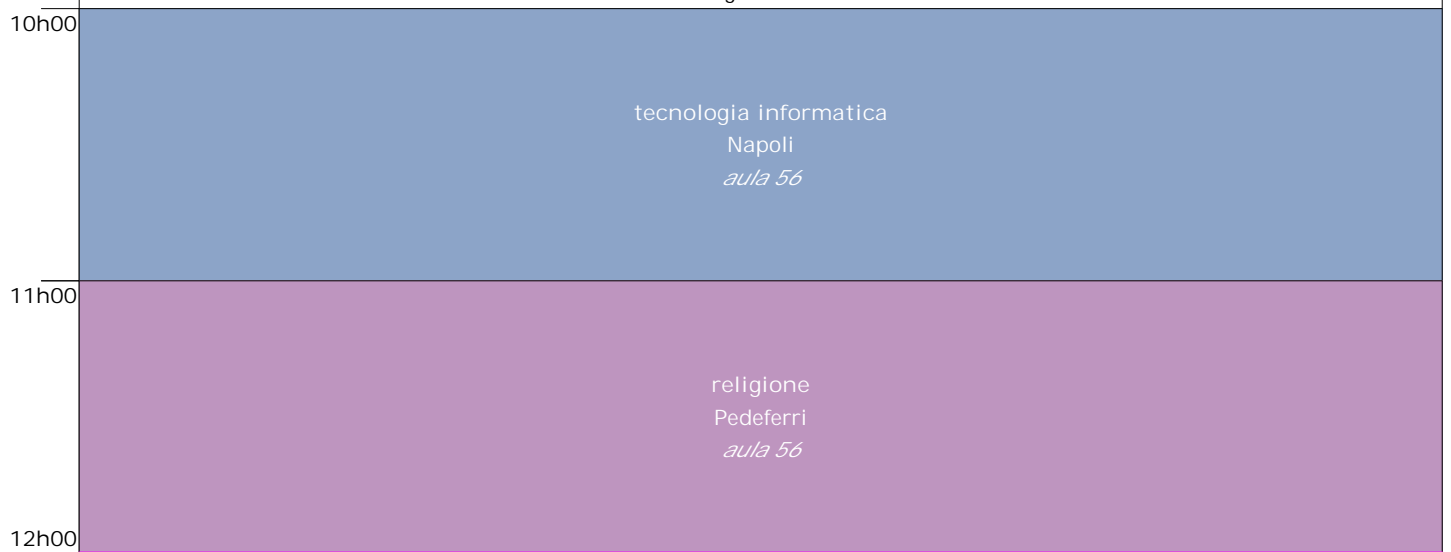 10h00
tecnologia informatica
Napoli
aula 56
11h00
religione
Pedeferri
aula 56
12h00